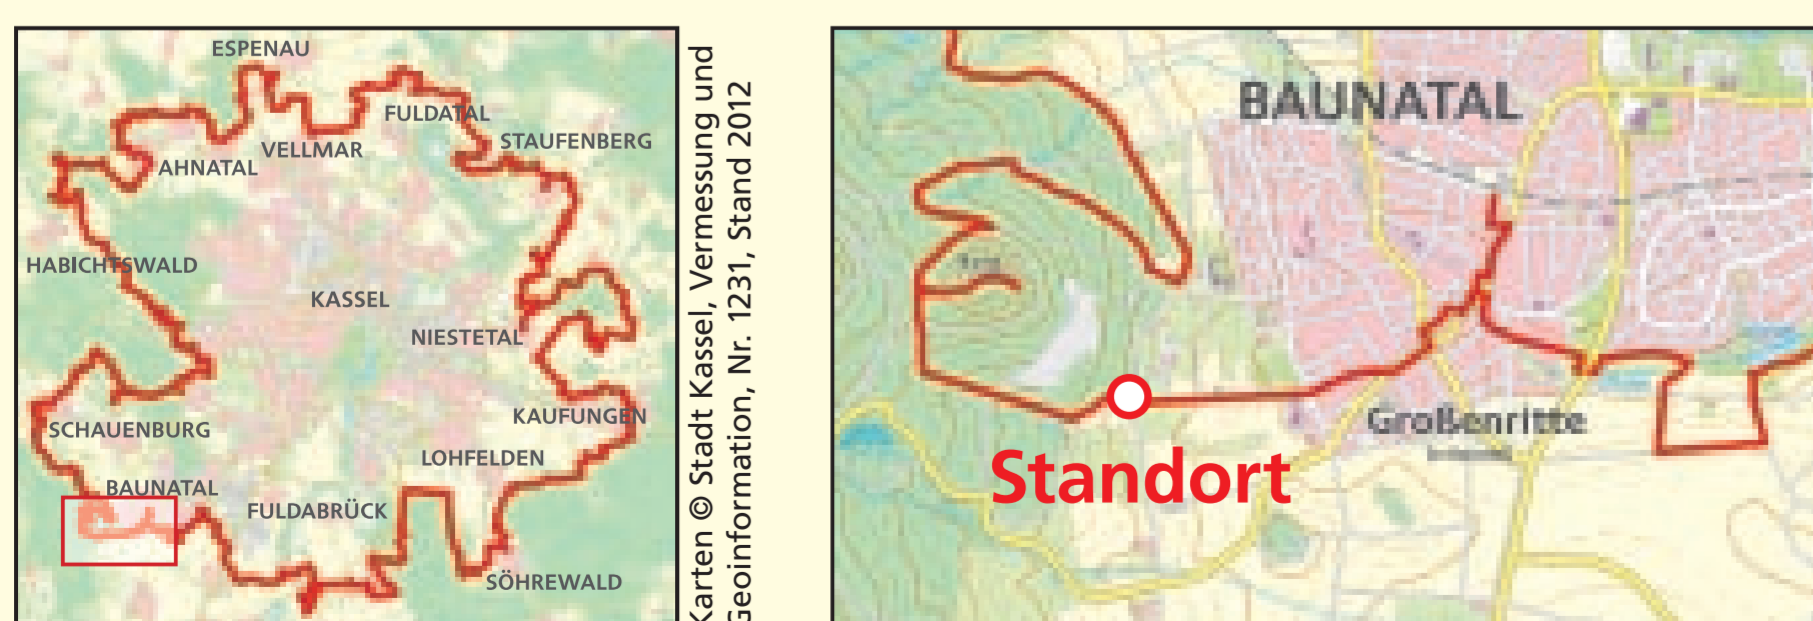 ESPENAU
FULDATAL
STAUFENBERG
VELLMAR
AHNATAL
HABICHTSWALD
KASSEL
NIESTETAL
KAUFUNGEN
SCHAUENBURG
LOHFELDEN
BAUNATAL
FULDABRÜCK
SÖHREWALD
Karten © Stadt Kassel, Vermessung und
Geoinformation, Nr. 1231, Stand 2012
BAUNATAL
Großenritte
Standort